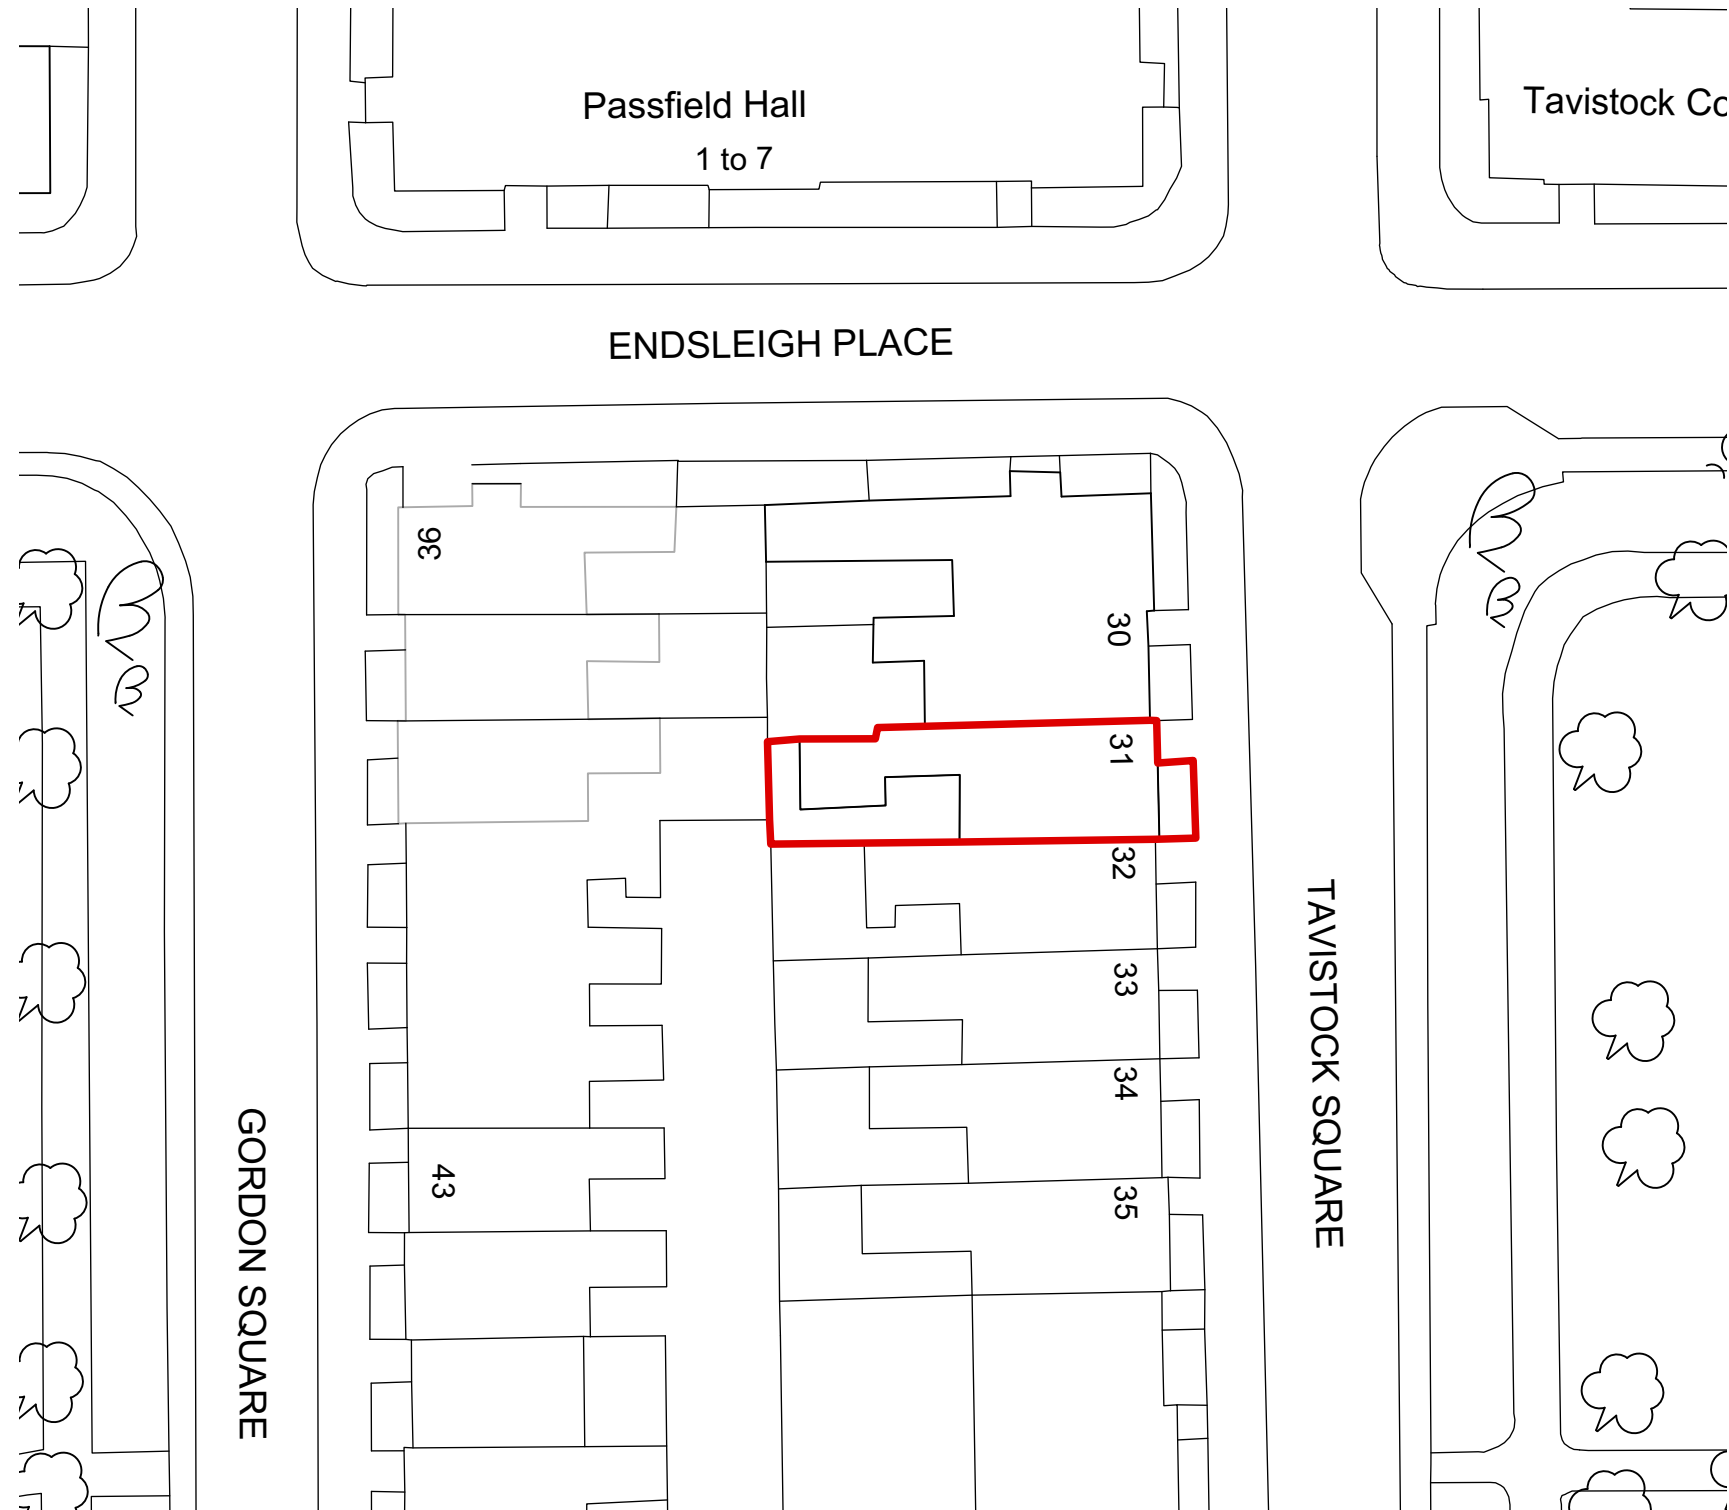 Passfield Hall
1 to 7
Tavistock Co
ENDSLEIGH PLACE
36
30
31
32
33
34
35
43
TAVISTOCK SQUARE
GORDON SQUARE